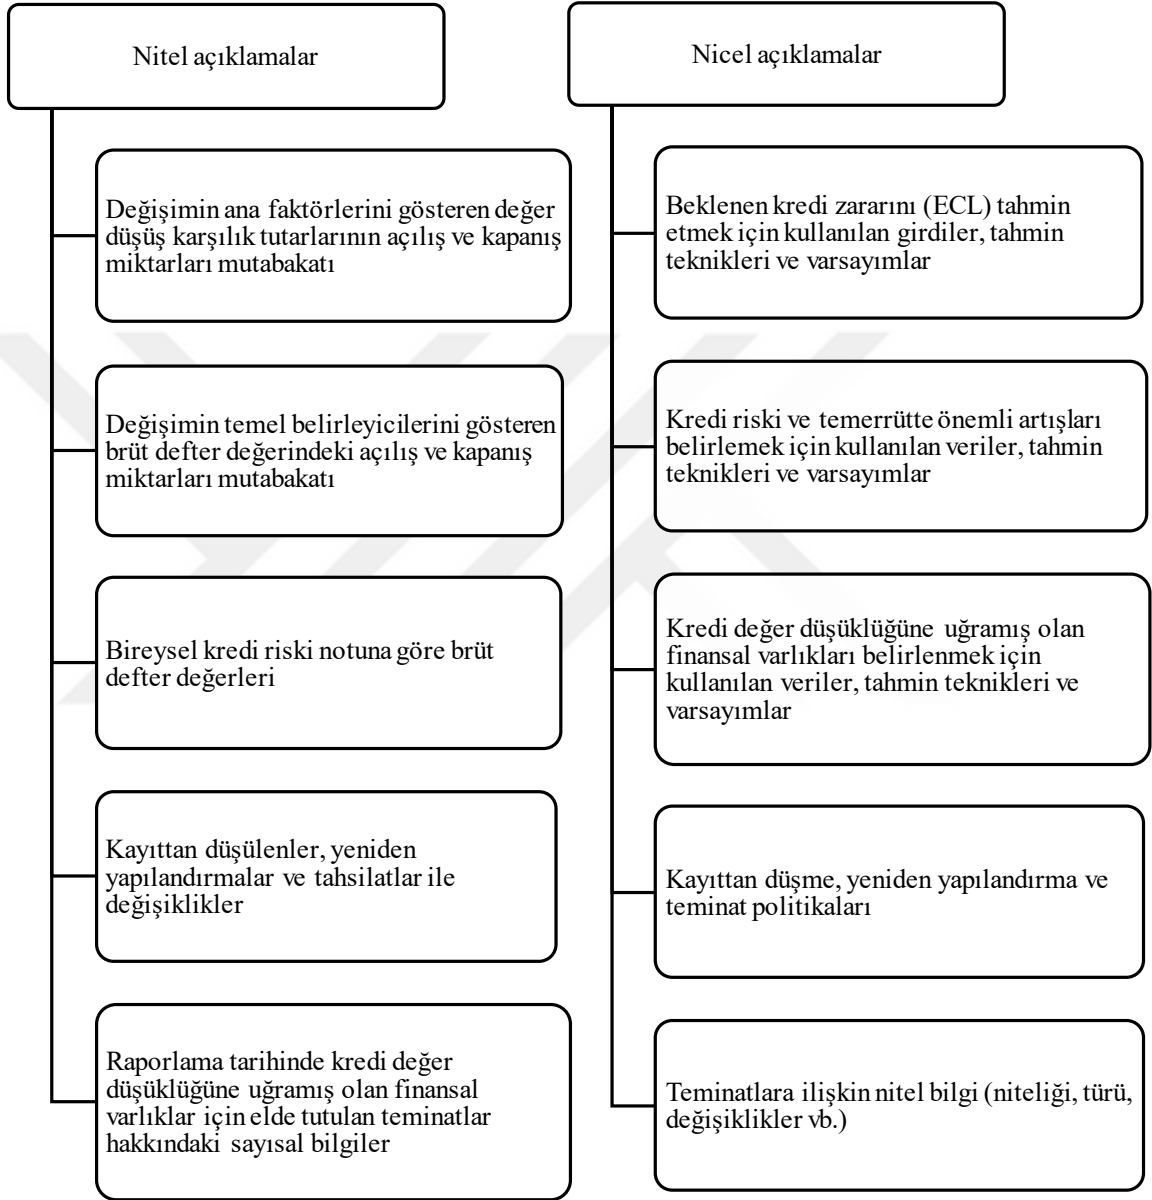 Nitel açıklamalar
Değişimin ana faktörlerini gösteren değer
düşüş karşılık tutarlarının açılış ve kapanış
miktarları mutabakatı
Değişimin temel belirleyicilerini gösteren
brüt defter değerindeki açılış ve kapanış
miktarları mutabakatı
Bireysel kredi riski notuna göre brüt
defter değerleri
Kayıttan düşülenler, yeniden
yapılandırmalar ve tahsilatlar ile
değişiklikler
Raporlama tarihinde kredi değer
düşüklüğüne uğramış olan finansal
varlıklar için elde tutulan teminatlar
hakkındaki sayısal bilgiler
Nicel açıklamalar
Beklenen kredi zararını (ECL) tahmin
etmek için kullanılan girdiler, tahmin
teknikleri ve varsayımlar
Kredi riski ve temerrütte önemli artışları
belirlemek için kullanılan veriler, tahmin
teknikleri ve varsayımlar
Kredi değer düşüklüğüne uğramış olan
finansal varlıkları belirlenmek için
kullanılan veriler, tahmin teknikleri ve
varsayımlar
Kayıttan düşme, yeniden yapılandırma ve
teminat politikaları
Teminatlara ilişkin nitel bilgi (niteliği, türü,
değişiklikler vb.)